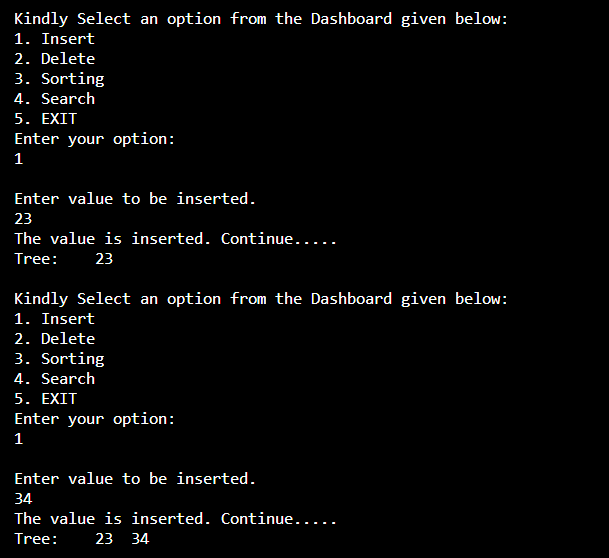 Kindly Select an option from the Dashboard given below:
1. Insert
2. Delete
3. Sorting
4. Search
5. EXIT
Enter your option:
1
Enter value to be inserted.
23
The value is inserted. Continue.....
Tree:    23
Kindly Select an option from the Dashboard given below:
1. Insert
2. Delete
3. Sorting
4. Search
5. EXIT
Enter your option:
1
Enter value to be inserted.
34
The value is inserted. Continue.....
Tree:    23  34